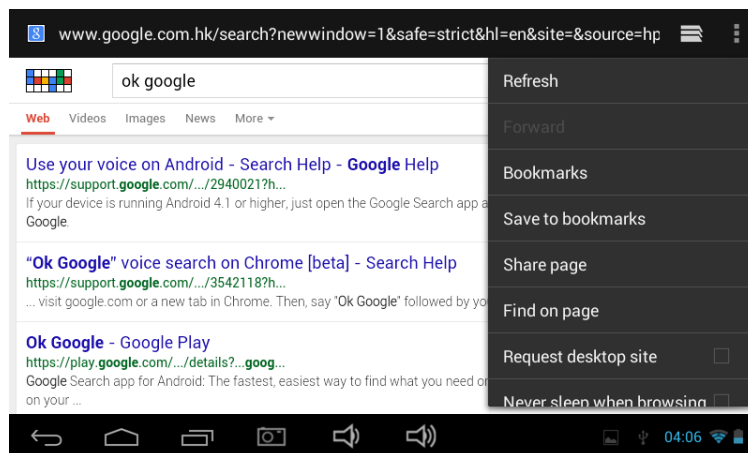 8 www.google.com.hk/search?newwindow=1&safe=strict&hl=en&site=&source=hp
ok google
Web Videos Images News More
Use your voice on Android - Search Help - Google Help
https://support.google.com/.../2940021?h...
If your device is running Android 4.1 or higher, just open the Google Search app a
Google.
"Ok Google" voice search on Chrome [beta] - Search Help
https://support.google.com/.../3542118?h...
... visit google.com or a new tab in Chrome. Then, say "Ok Google" followed by yo
Ok Google - Google Play
https://play.google.com/.../details?...goog...
Google Search app for Android: The fastest, easiest way to find what you need or
on your ...
Refresh
Forward
Bookmarks
Save to bookmarks
Share page
Find on page
Request desktop site
Never sleep when browsing
04:06